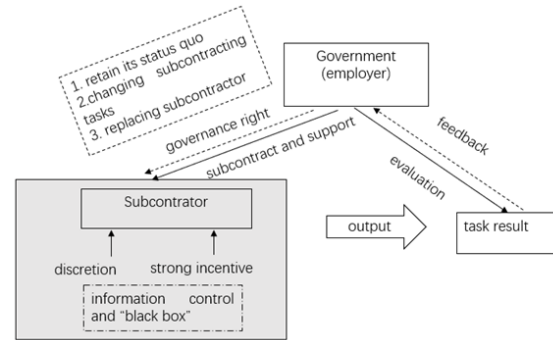 1. retain its status quo
2.changing subcontracting
tasks
3. replacing subcontractor
Government
(employer)
governance right
subcontract and support
feedback
evaluation
Subcontrator
discretion
strong incentive
information control
and “black box”
output
task result